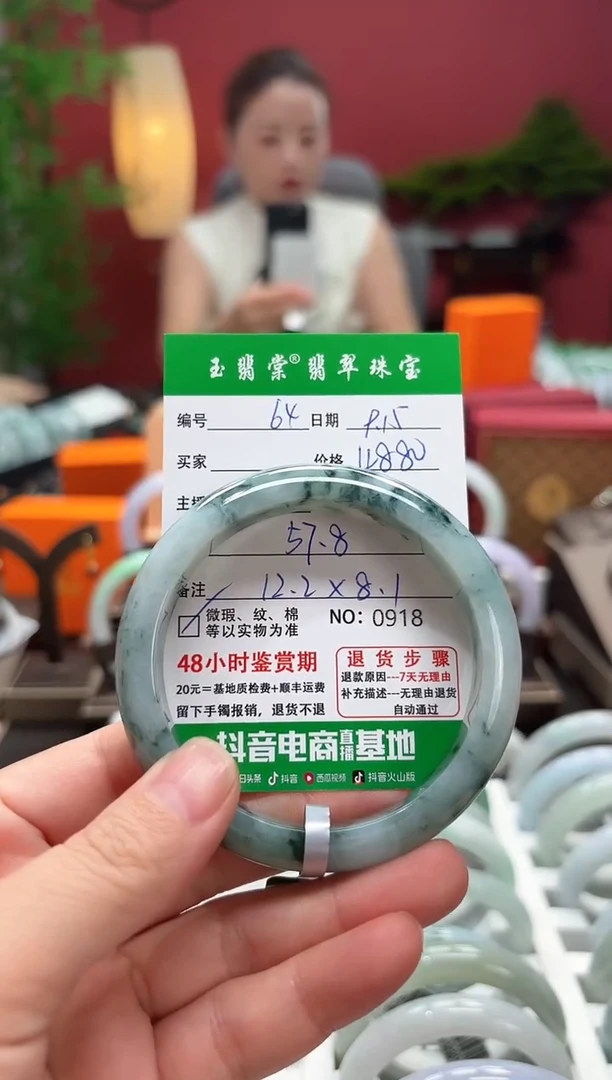 玉翡棠® 翡翠珠宝
编号 64 日期 9.15
买家 价格 11888
主播
57.8
备注 12.2×8.1
微瑕、纹、棉
等以实物为准
NO: 0918
48小时鉴赏期
20元=基地质检费+顺丰运费
留下手镯报销，退货不退
退货步骤
退款原因---7天无理由
补充描述---无理由退货
自动通过
抖音电商直播基地
日头条 抖音 西瓜视频 抖音火山版